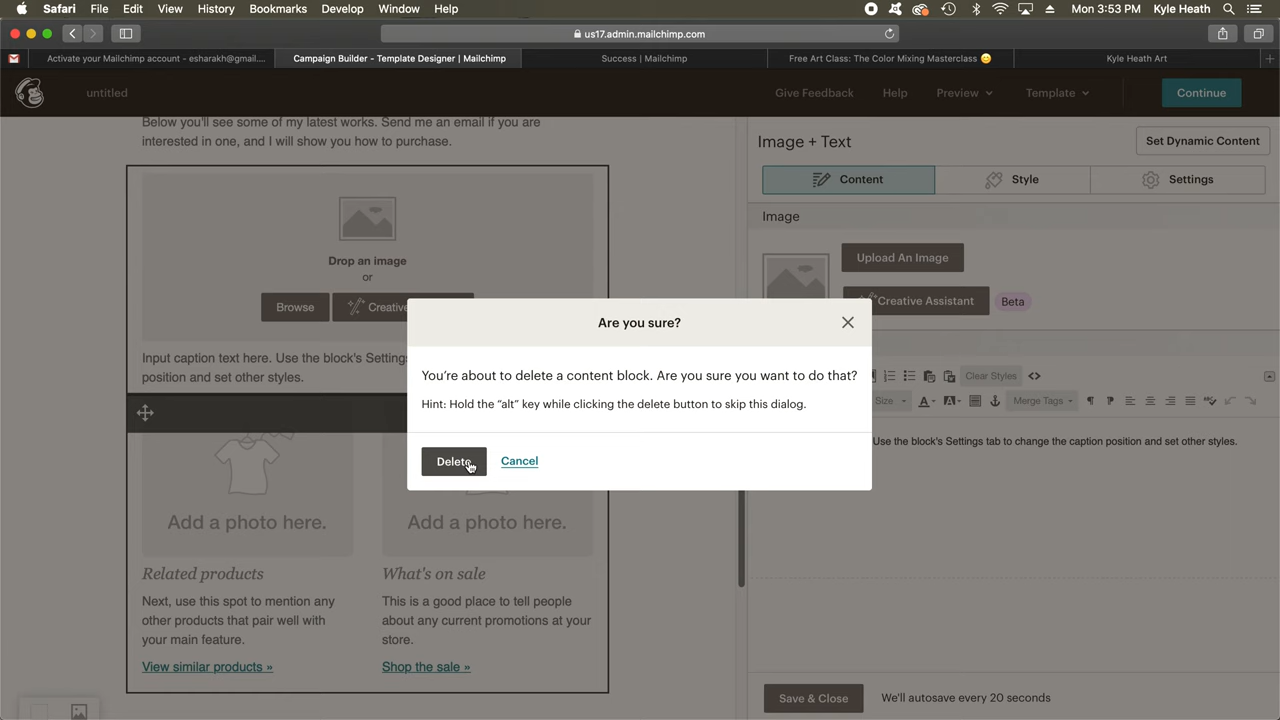 Safari File Edit View History Bookmarks Develop Window Help Mon 3:53 PM Kyle Heath
us17.admin.mailchimp.com
Activate your Mailchimp account - esharakh@gmail.... Campaign Builder - Template Designer | Mailchimp Success | Mailchimp Free Art Class: The Color Mixing Masterclass 😊 Kyle Heath Art
untitled Give Feedback Help Preview Template Continue
Below you'll see some of my latest works. Send me an email if you are
interested in one, and I will show you how to purchase.
Drop an image
or
Browse Creative
Input caption text here. Use the block's Settings
position and set other styles.
Add a photo here. Add a photo here.
Related products
Next, use this spot to mention any
other products that pair well with
your main feature.
View similar products »
What's on sale
This is a good place to tell people
about any current promotions at your
store.
Shop the sale »
Image + Text Set Dynamic Content
Content Style Settings
Image
Upload An Image
Creative Assistant Beta
Clear Styles
Size Merge Tags
Use the block's Settings tab to change the caption position and set other styles.
Save & Close We'll autosave every 20 seconds
Are you sure?
You're about to delete a content block. Are you sure you want to do that?
Hint: Hold the "alt" key while clicking the delete button to skip this dialog.
Delete Cancel